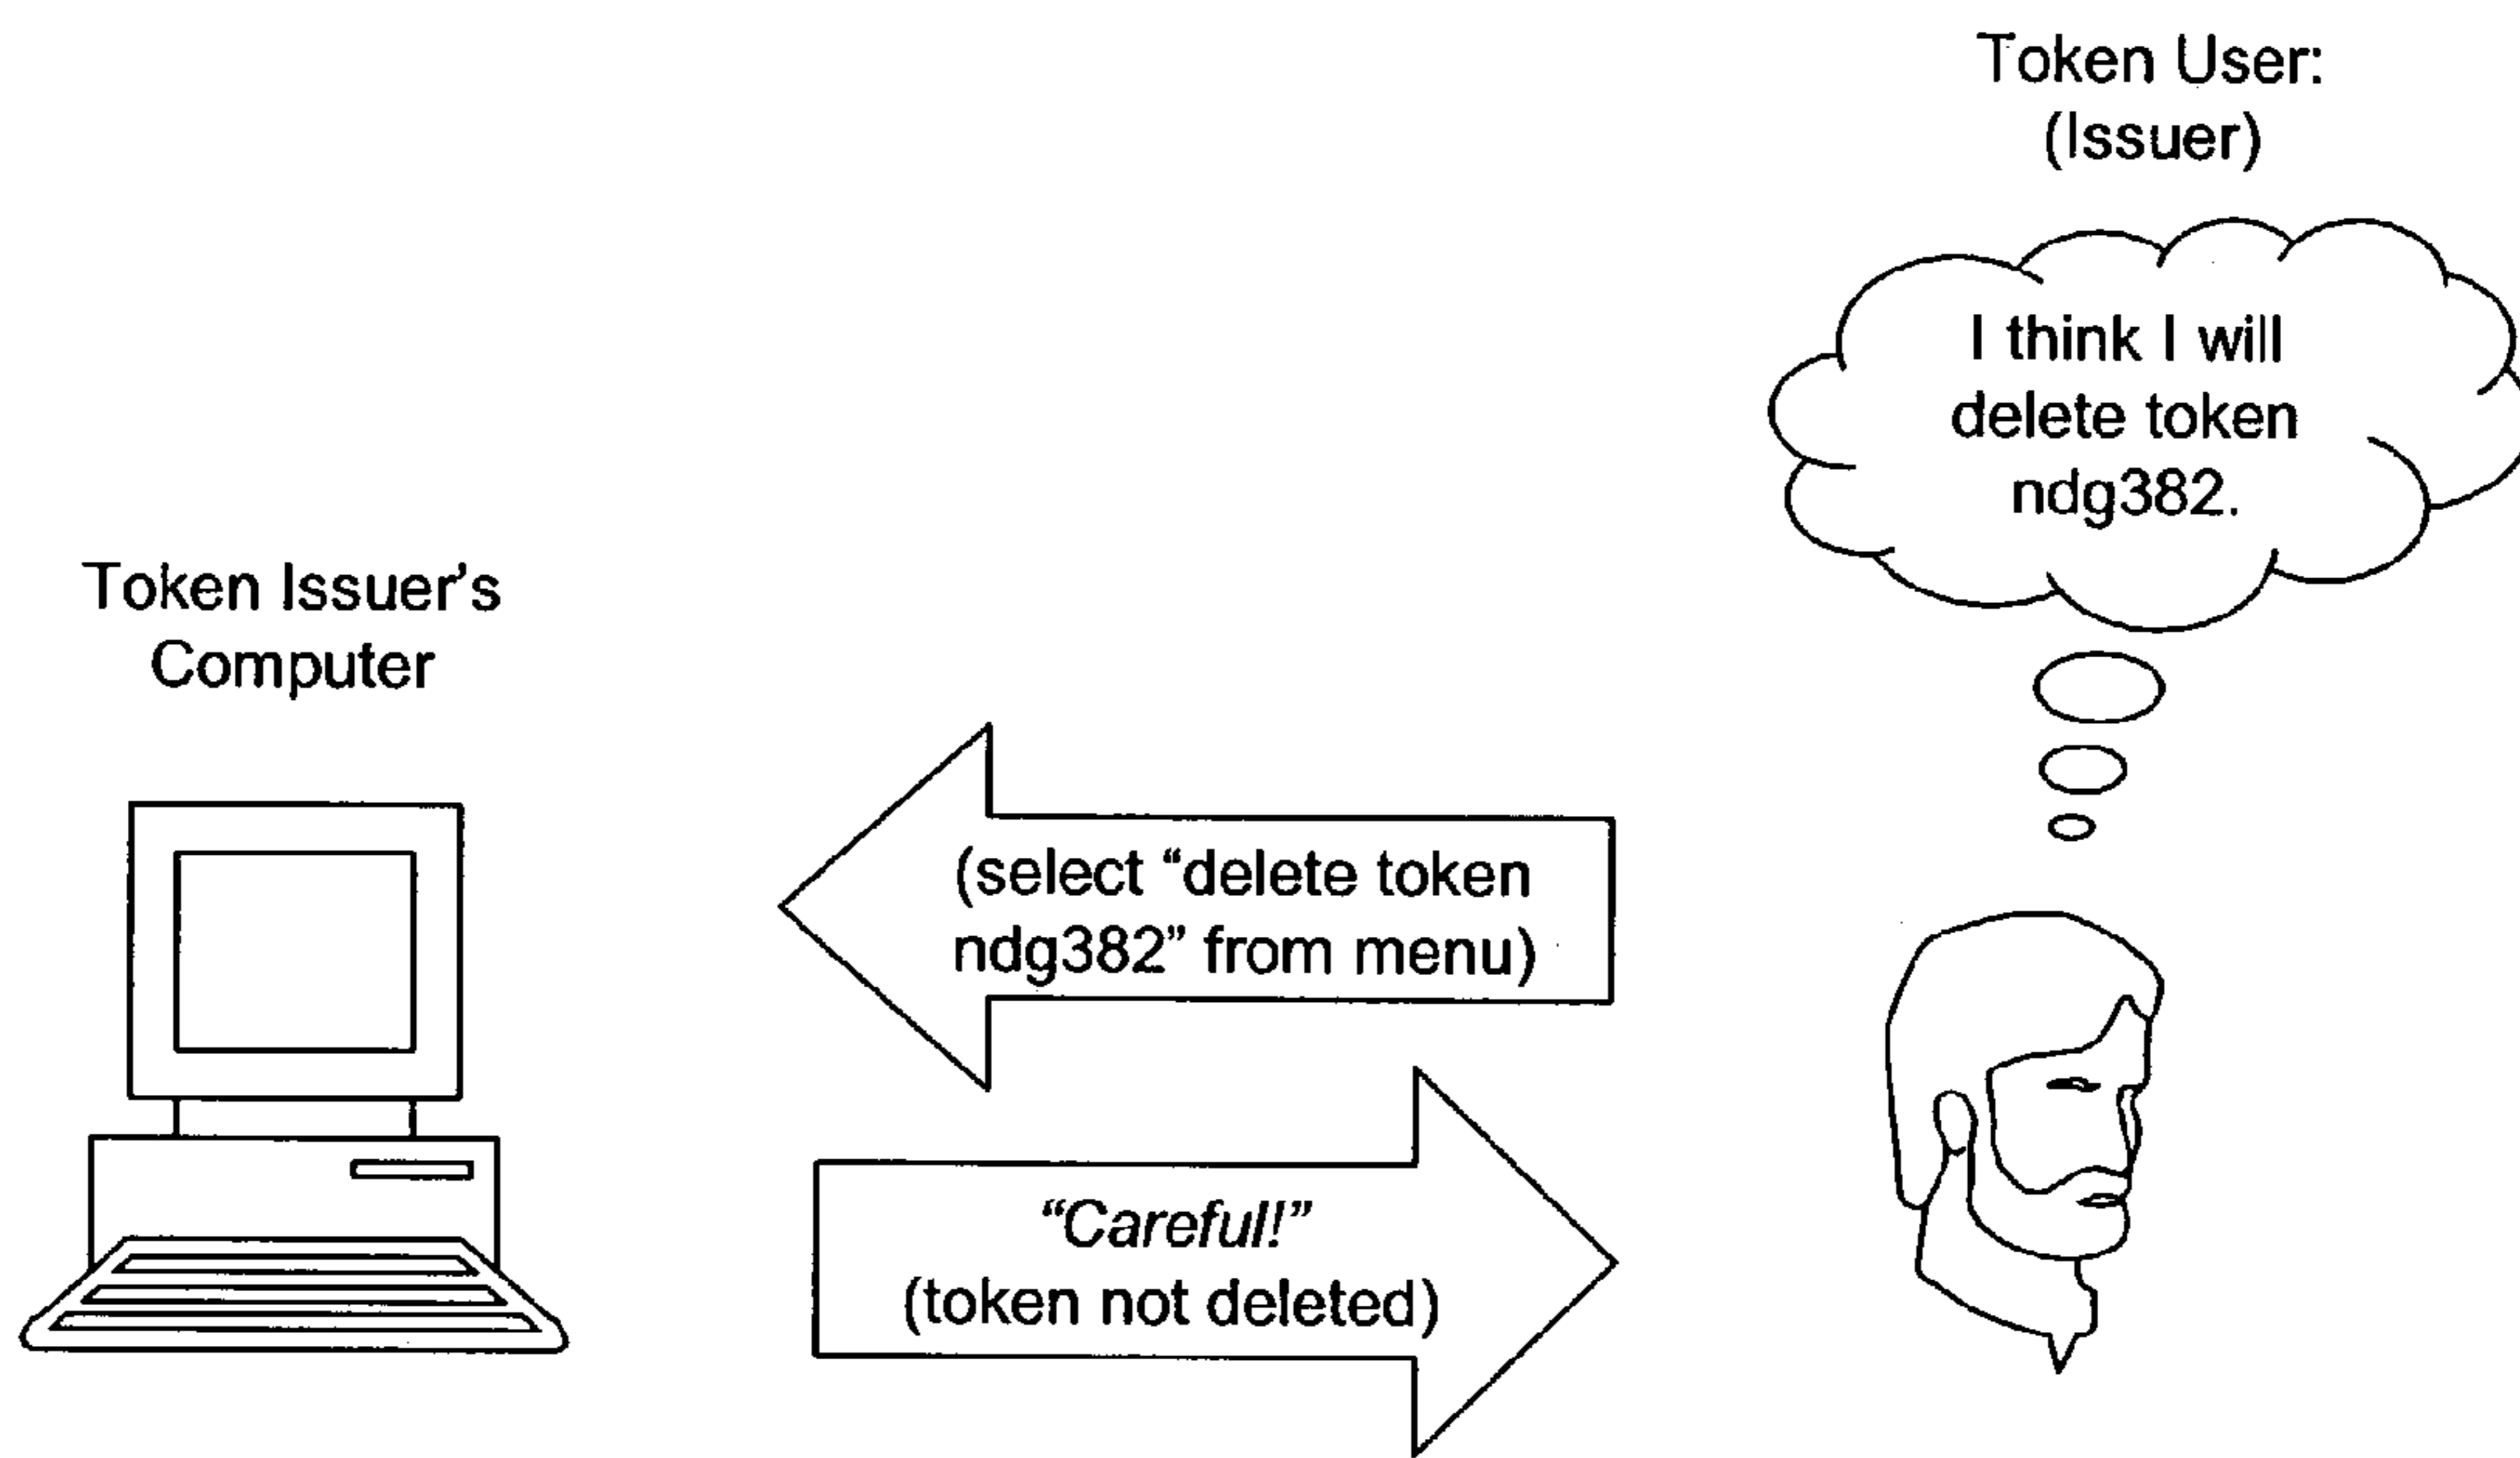 Token User:
(Issuer)
I think I will
delete token
ndg382.
Token Issuer's
Computer
(select “delete token
ndg382” from menu)
“Careful!”
(token not deleted)